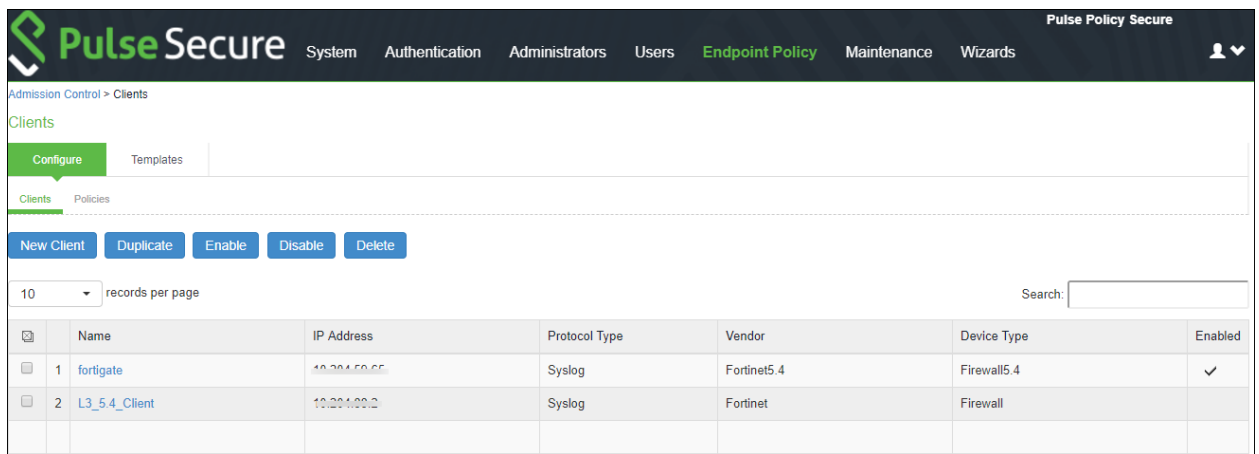 Pulse Policy Secure
Pulse Secure System Authentication Administrators Users Endpoint Policy Maintenance Wizards
Admission Control > Clients
Clients
Configure Templates
Clients Policies
New Client Duplicate Enable Disable Delete
10 records per page Search:
Name IP Address Protocol Type Vendor Device Type Enabled
1 fortigate Syslog Fortinet5.4 Firewall5.4
2 L3_5.4_Client Syslog Fortinet Firewall